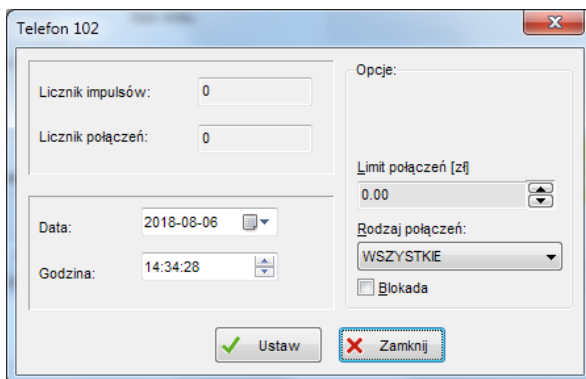 Telefon 102
Licznik impulsów: 0
Licznik połączeń: 0
Data: 2018-08-06
Godzina: 14:34:28
Opcje:
Limit połączeń [zł]
0.00
Rodzaj połączeń:
WSZYSTKIE
Blokada
Ustaw
Zamknij